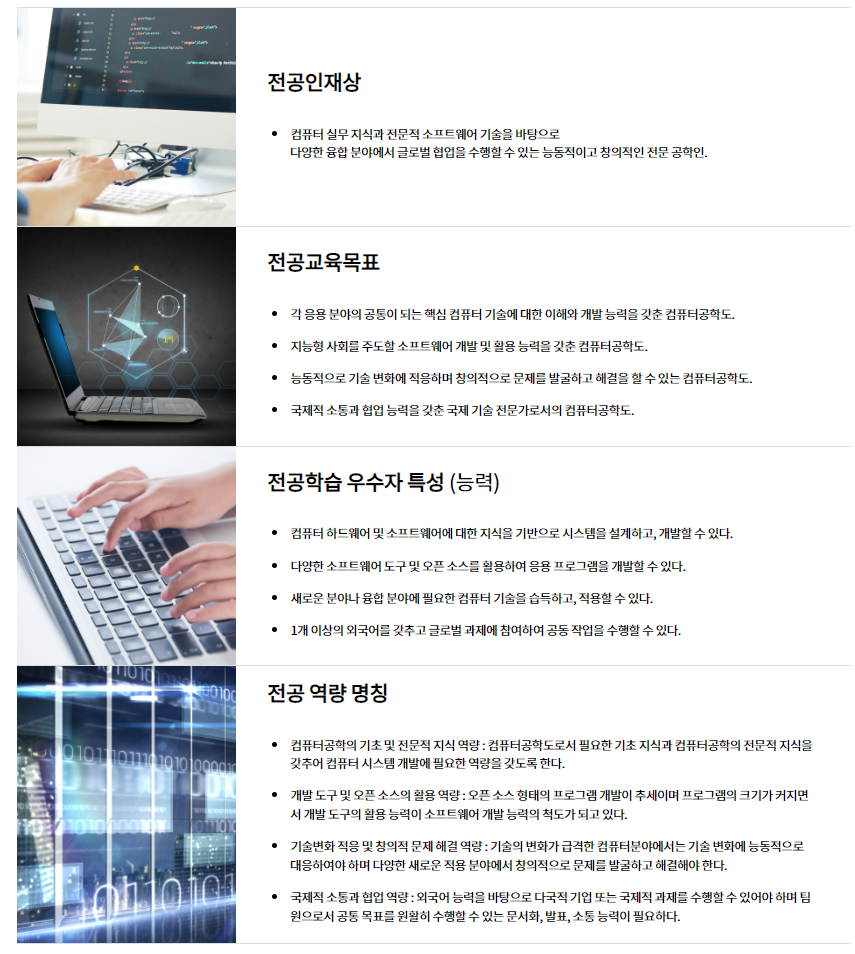 전공인재상
컴퓨터 실무 지식과 전문적 소프트웨어 기술을 바탕으로
다양한 융합 분야에서 글로벌 협업을 수행할 수 있는 능동적이고 창의적인 전문 공학인.
전공교육목표
각 응용 분야의 공통이 되는 핵심 컴퓨터 기술에 대한 이해와 개발 능력을 갖춘 컴퓨터공학도.
지능형 사회를 주도할 소프트웨어 개발 및 활용 능력을 갖춘 컴퓨터공학도.
능동적으로 기술 변화에 적응하며 창의적으로 문제를 발굴하고 해결을 할 수 있는 컴퓨터공학도.
국제적 소통과 협업 능력을 갖춘 국제 기술 전문가로서의 컴퓨터공학도.
전공학습 우수자 특성 (능력)
컴퓨터 하드웨어 및 소프트웨어에 대한 지식을 기반으로 시스템을 설계하고, 개발할 수 있다.
다양한 소프트웨어 도구 및 오픈 소스를 활용하여 응용 프로그램을 개발할 수 있다.
새로운 분야나 융합 분야에 필요한 컴퓨터 기술을 습득하고, 적용할 수 있다.
1개 이상의 외국어를 갖추고 글로벌 과제에 참여하여 공동 작업을 수행할 수 있다.
전공 역량 명칭
컴퓨터공학의 기초 및 전문적 지식 역량 : 컴퓨터공학도로서 필요한 기초 지식과 컴퓨터공학의 전문적 지식을
갖추어 컴퓨터 시스템 개발에 필요한 역량을 갖도록 한다.
개발 도구 및 오픈 소스의 활용 역량 : 오픈 소스 형태의 프로그램 개발이 추세이며 프로그램의 크기가 커지면
서 개발 도구의 활용 능력이 소프트웨어 개발 능력의 척도가 되고 있다.
기술변화 적응 및 창의적 문제 해결 역량 : 기술의 변화가 급격한 컴퓨터분야에서는 기술 변화에 능동적으로
대응하여야 하며 다양한 새로운 적용 분야에서 창의적으로 문제를 발굴하고 해결해야 한다.
국제적 소통과 협업 역량 : 외국어 능력을 바탕으로 다국적 기업 또는 국제적 과제를 수행할 수 있어야 하며 팀
원으로서 공통 목표를 원활히 수행할 수 있는 문서화, 발표, 소통 능력이 필요하다.